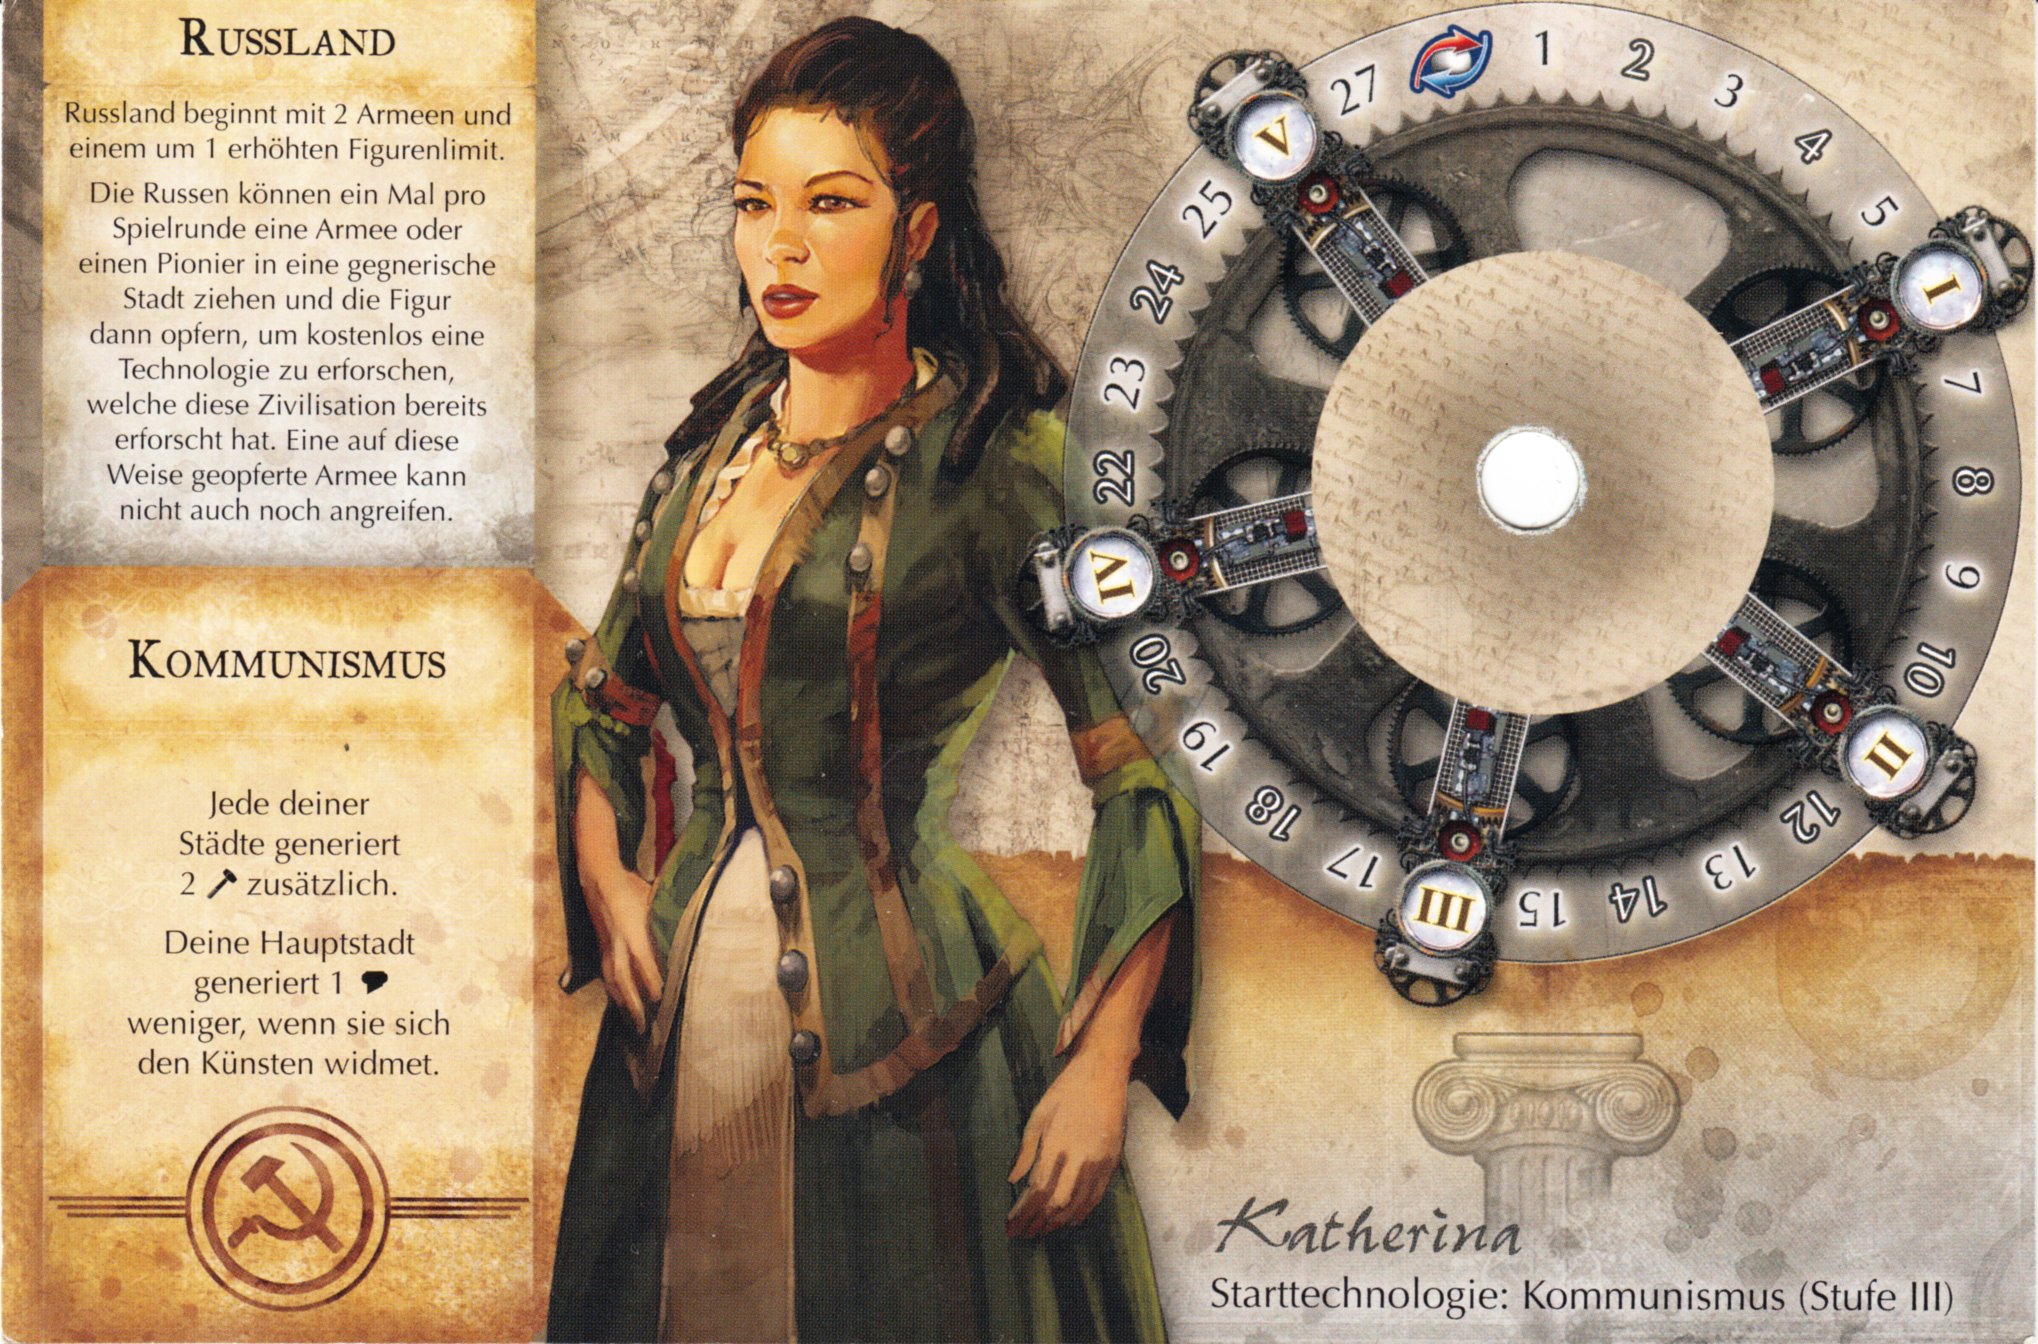 RUSSLAND
Russland beginnt mit 2 Armeen und
einem um 1 erhöhten Figurenlimit.
Die Russen können ein Mal pro
Spielrunde eine Armee oder
einen Pionier in eine gegnerische
Stadt ziehen und die Figur
dann opfern, um kostenlos eine
Technologie zu erforschen,
welche diese Zivilisation bereits
erforscht hat. Eine auf diese
Weise geopferte Armee kann
nicht auch noch angreifen.
KOMMUNISMUS
Jede deiner
Städte generiert
2 zusätzlich.
Deine Hauptstadt
generiert 1
weniger, wenn sie sich
den Künsten widmet.
1
2
3
4
5
I
7
8
9
10
II
12
13
14
15
III
17
18
19
20
IV
22
23
24
25
V
27
Katherina
Starttechnologie: Kommunismus (Stufe III)